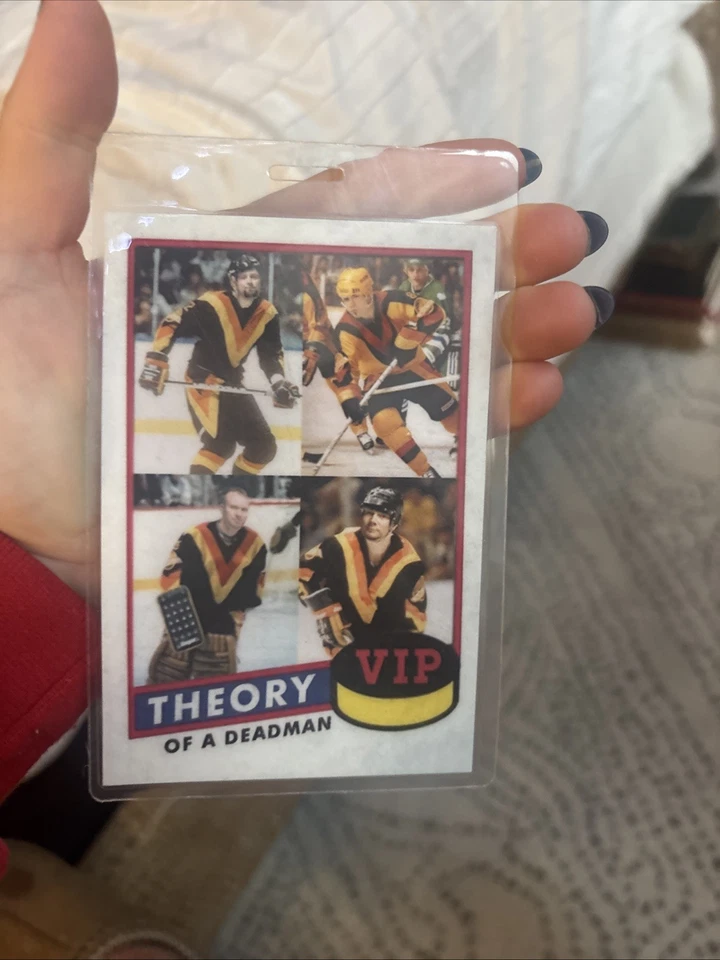 THEORY
VIP
OF A DEADMAN